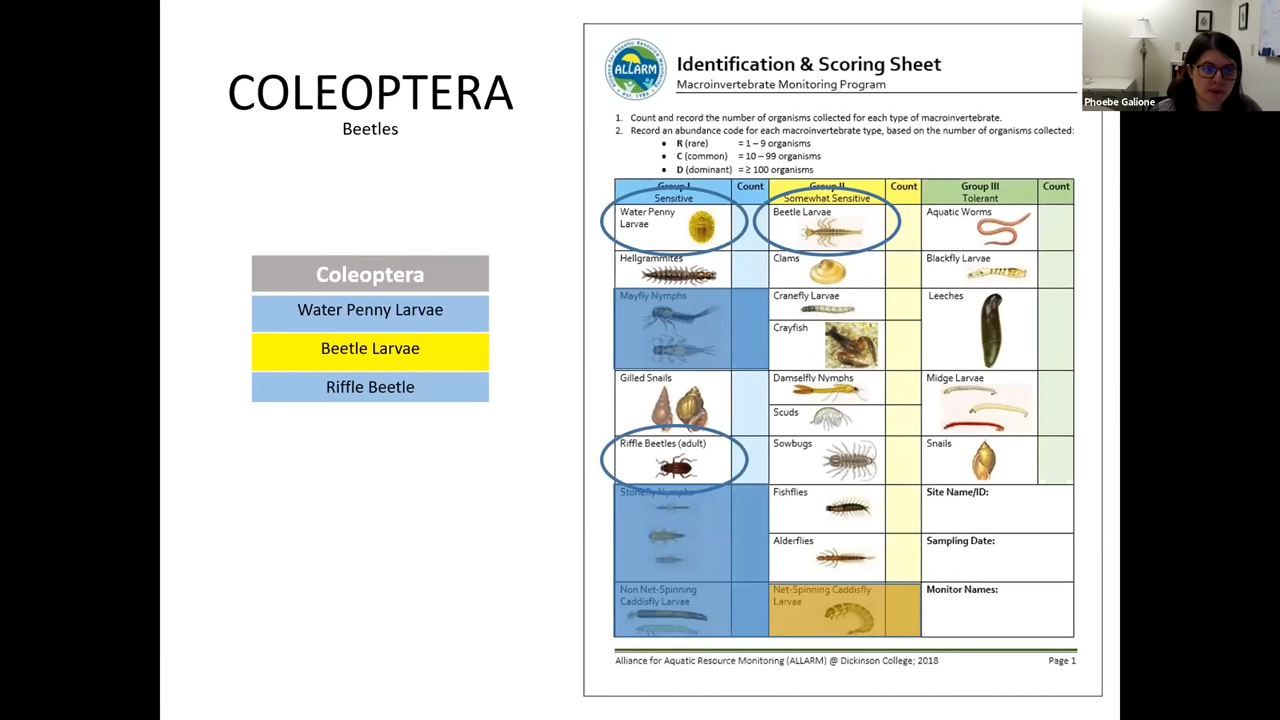 COLEOPTERA
Beetles
Coleoptera
Water Penny Larvae
Beetle Larvae
Riffle Beetle
ALLARM
Identification & Scoring Sheet
Macroinvertebrate Monitoring Program
1. Count and record the number of organisms collected for each type of macroinvertebrate.
2. Record an abundance code for each macroinvertebrate type, based on the number of organisms collected:
• R (rare) = 1 – 9 organisms
• C (common) = 10 – 99 organisms
• D (dominant) = ≥ 100 organisms
Group I Count Group II Count Group III Count
Sensitive Somewhat Sensitive Tolerant
Water Penny Beetle Larvae Aquatic Worms
Larvae
Hellgrammites Clams Blackfly Larvae
Mayfly Nymphs Cranefly Larvae Leeches
Crayfish
Gilled Snails Damselfly Nymphs Midge Larvae
Scuds
Riffle Beetles (adult) Sowbugs Snails
Stonefly Nymphs Fishflies Site Name/ID:
Alderflies Sampling Date:
Non Net-Spinning Net-Spinning Caddisfly Monitor Names:
Caddisfly Larvae Larvae
Alliance for Aquatic Resource Monitoring (ALLARM) @ Dickinson College; 2018 Page 1
Phoebe Galione